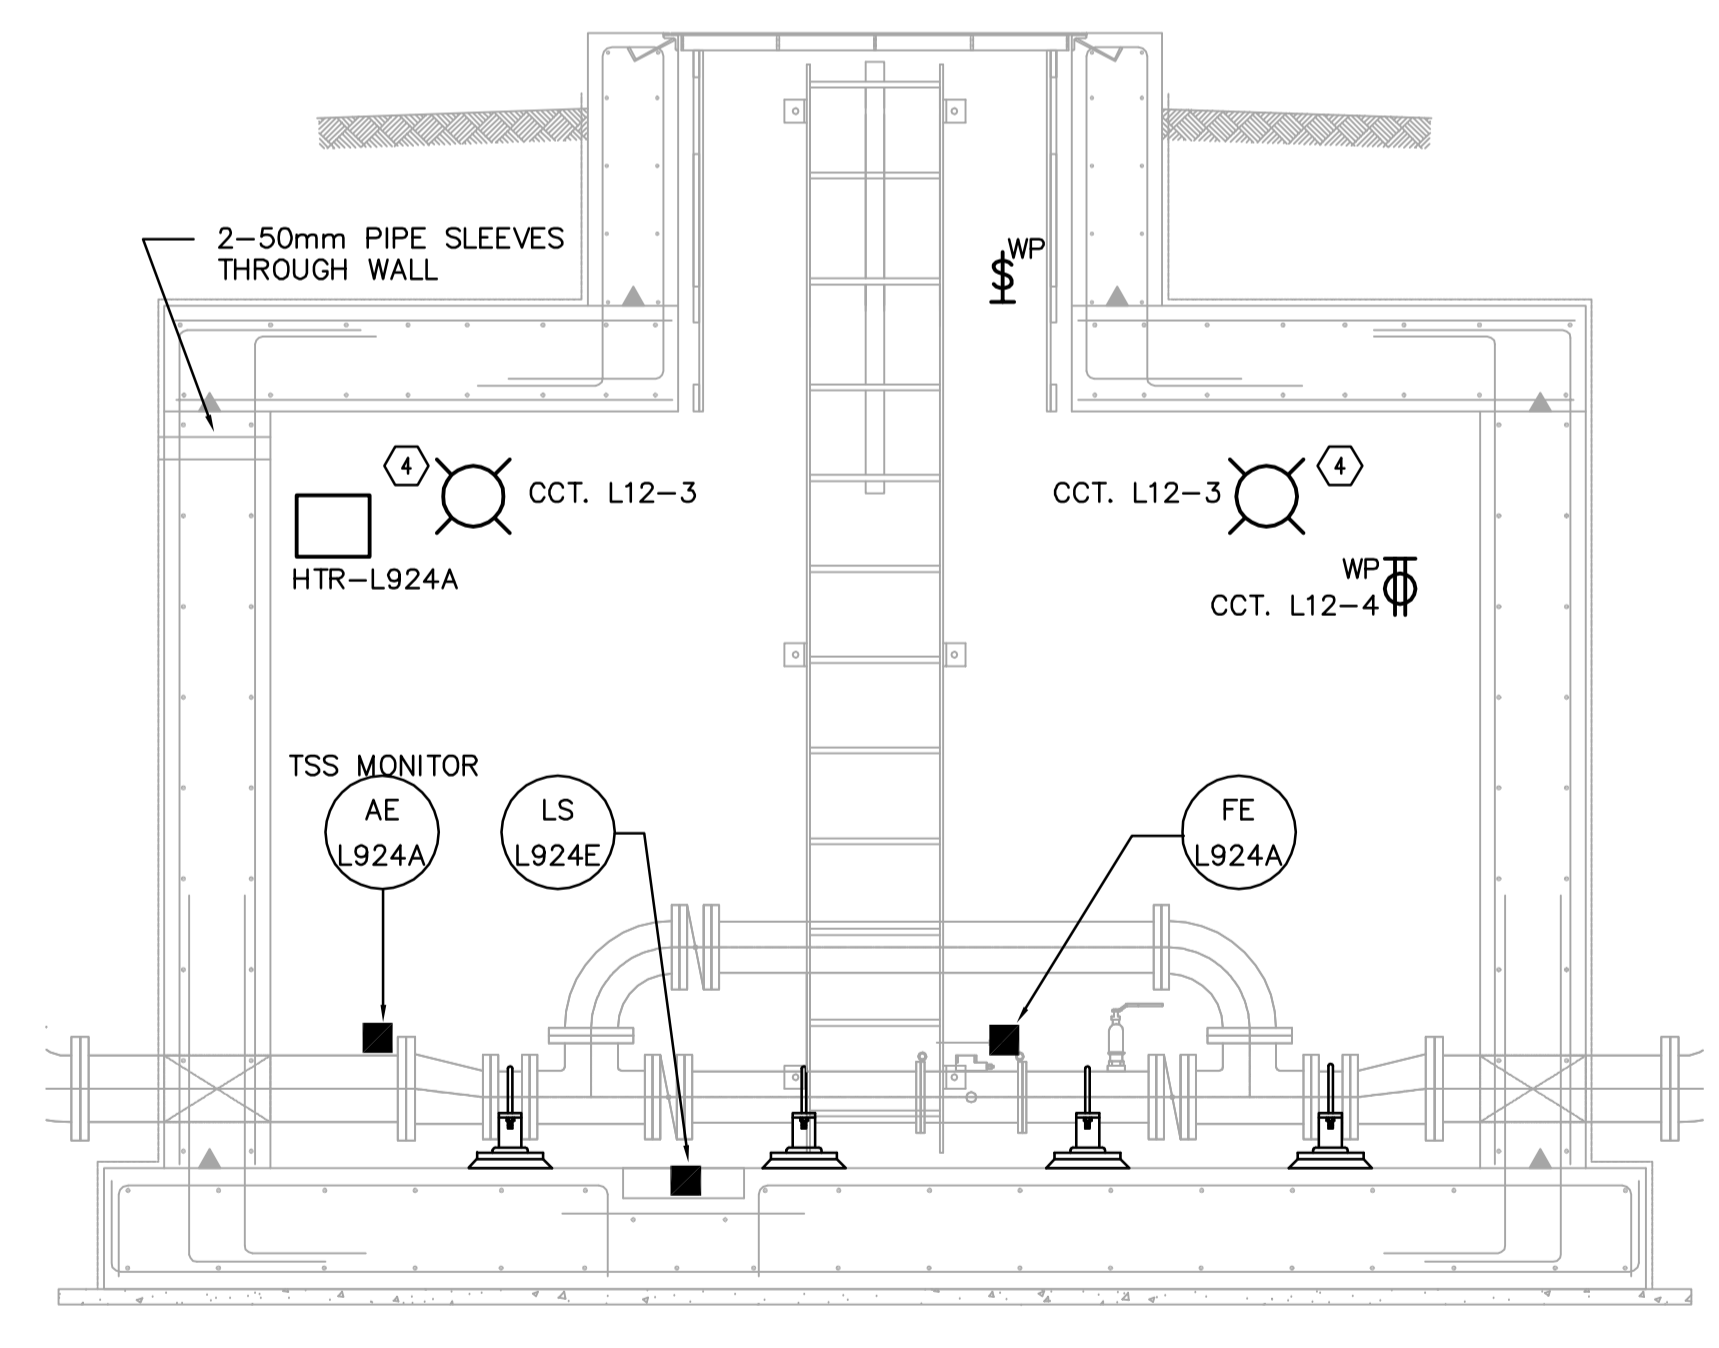 2-50mm PIPE SLEEVES
THROUGH WALL
WP
$
4
CCT. L12-3
CCT. L12-3
4
HTR-L924A
WP
CCT. L12-4
TSS MONITOR
AE
L924A
LS
L924E
FE
L924A